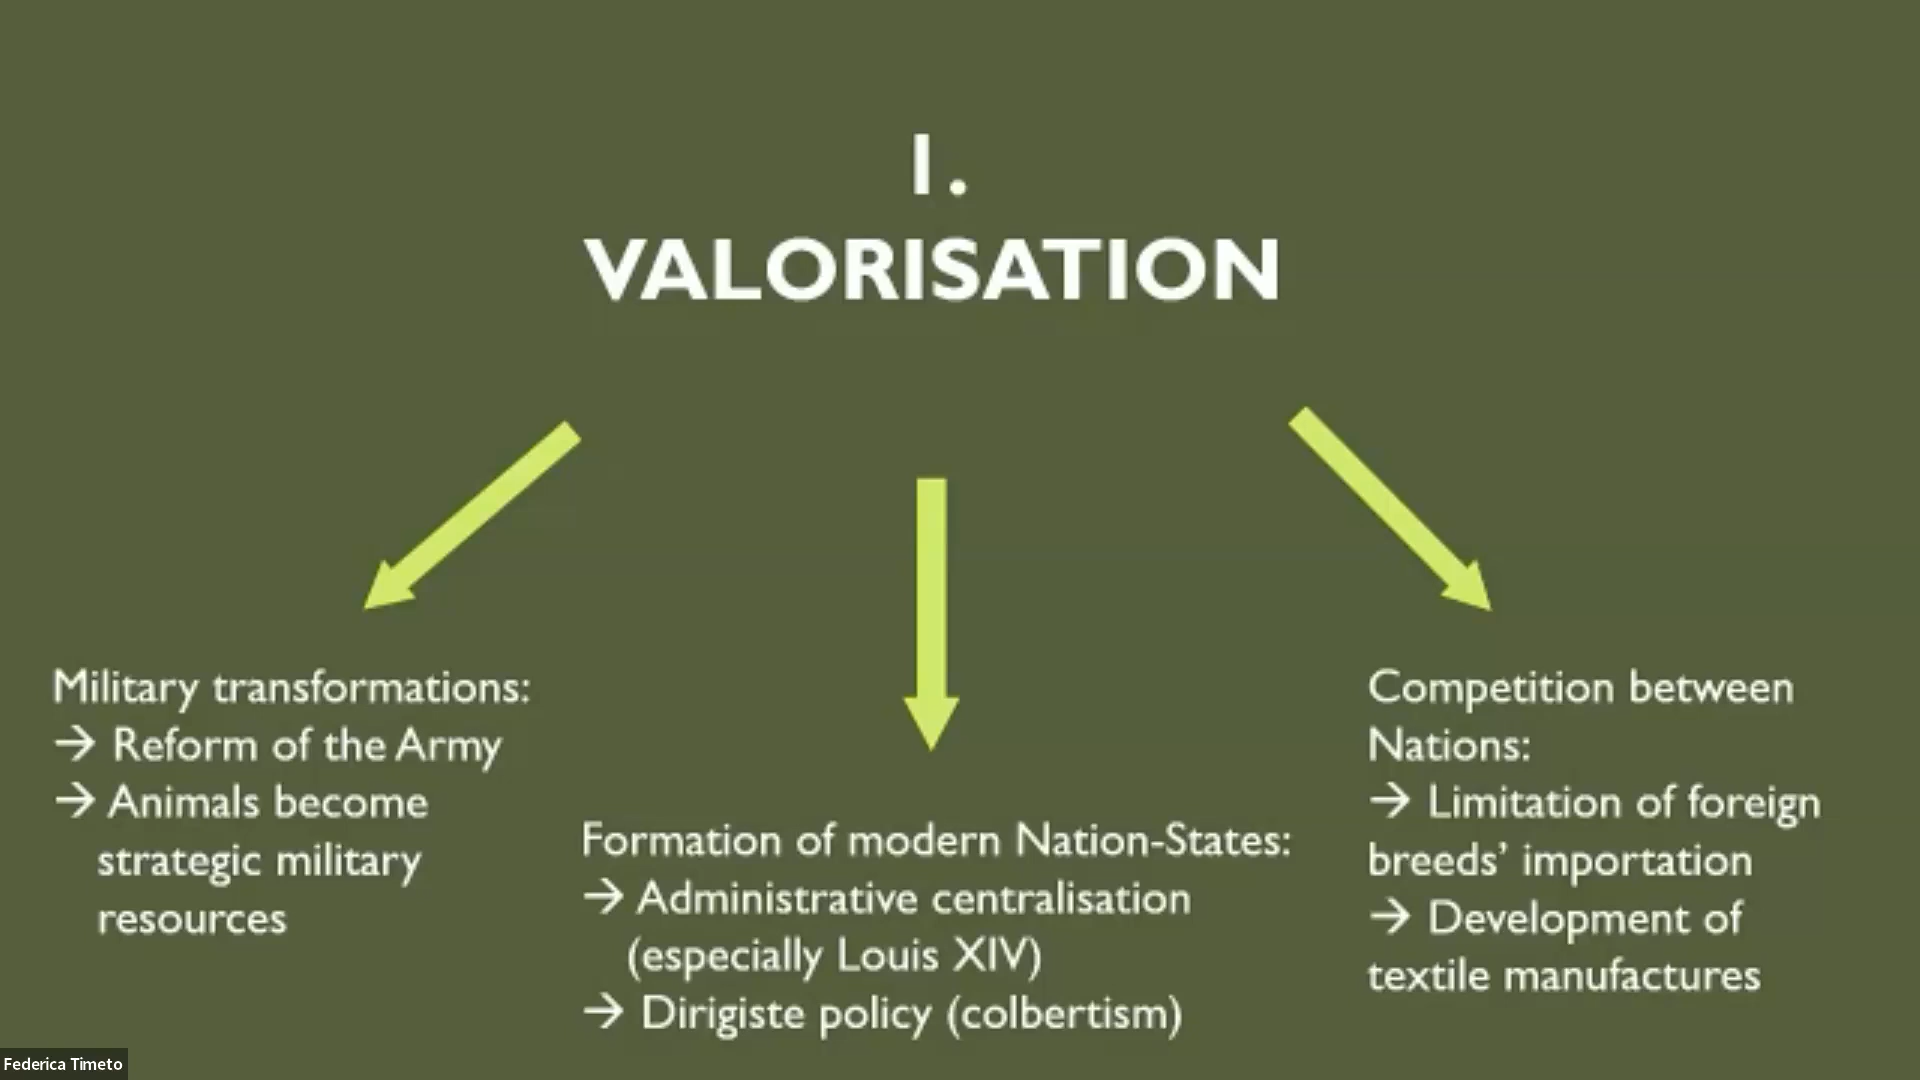 1.
VALORISATION
Military transformations:
→ Reform of the Army
→ Animals become
strategic military
resources
Formation of modern Nation-States:
→ Administrative centralisation
(especially Louis XIV)
→ Dirigiste policy (colbertism)
Competition between
Nations:
→ Limitation of foreign
breeds’ importation
→ Development of
textile manufactures
Federica Timeto